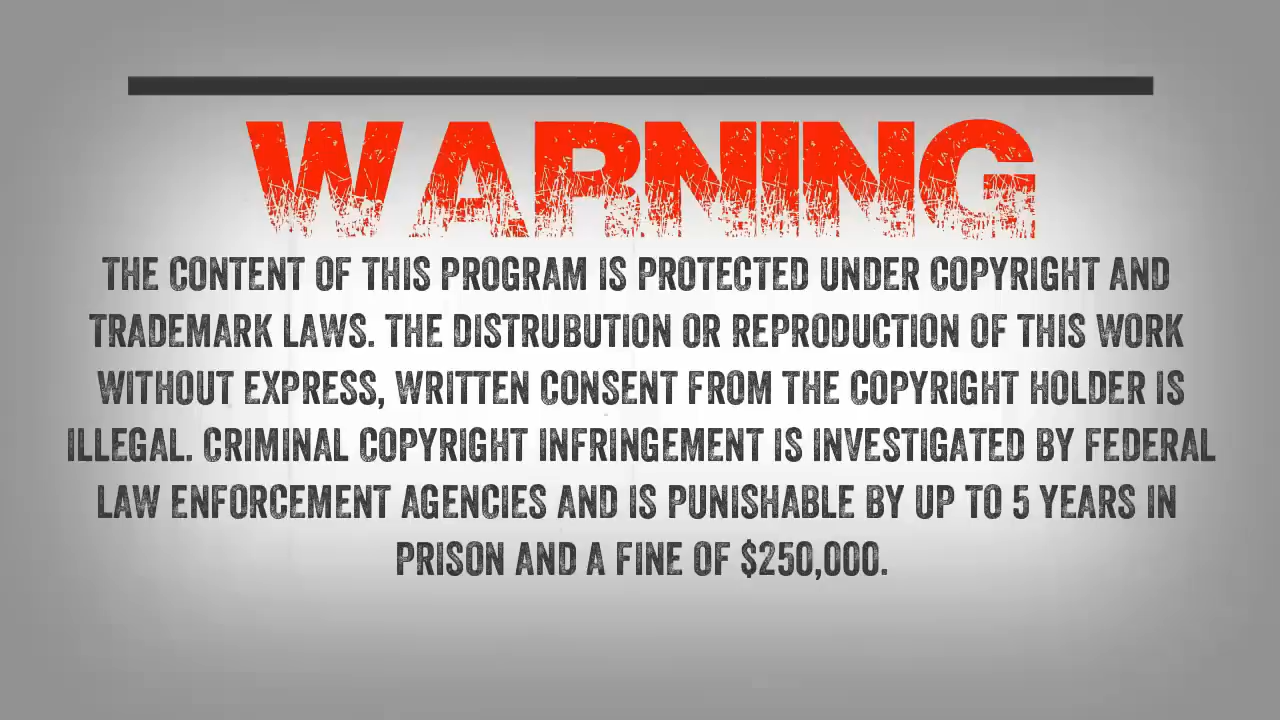 WARNING
THE CONTENT OF THIS PROGRAM IS PROTECTED UNDER COPYRIGHT AND
TRADEMARK LAWS. THE DISTRUBUTION OR REPRODUCTION OF THIS WORK
WITHOUT EXPRESS, WRITTEN CONSENT FROM THE COPYRIGHT HOLDER IS
ILLEGAL. CRIMINAL COPYRIGHT INFRINGEMENT IS INVESTIGATED BY FEDERAL
LAW ENFORCEMENT AGENCIES AND IS PUNISHABLE BY UP TO 5 YEARS IN
PRISON AND A FINE OF $250,000.